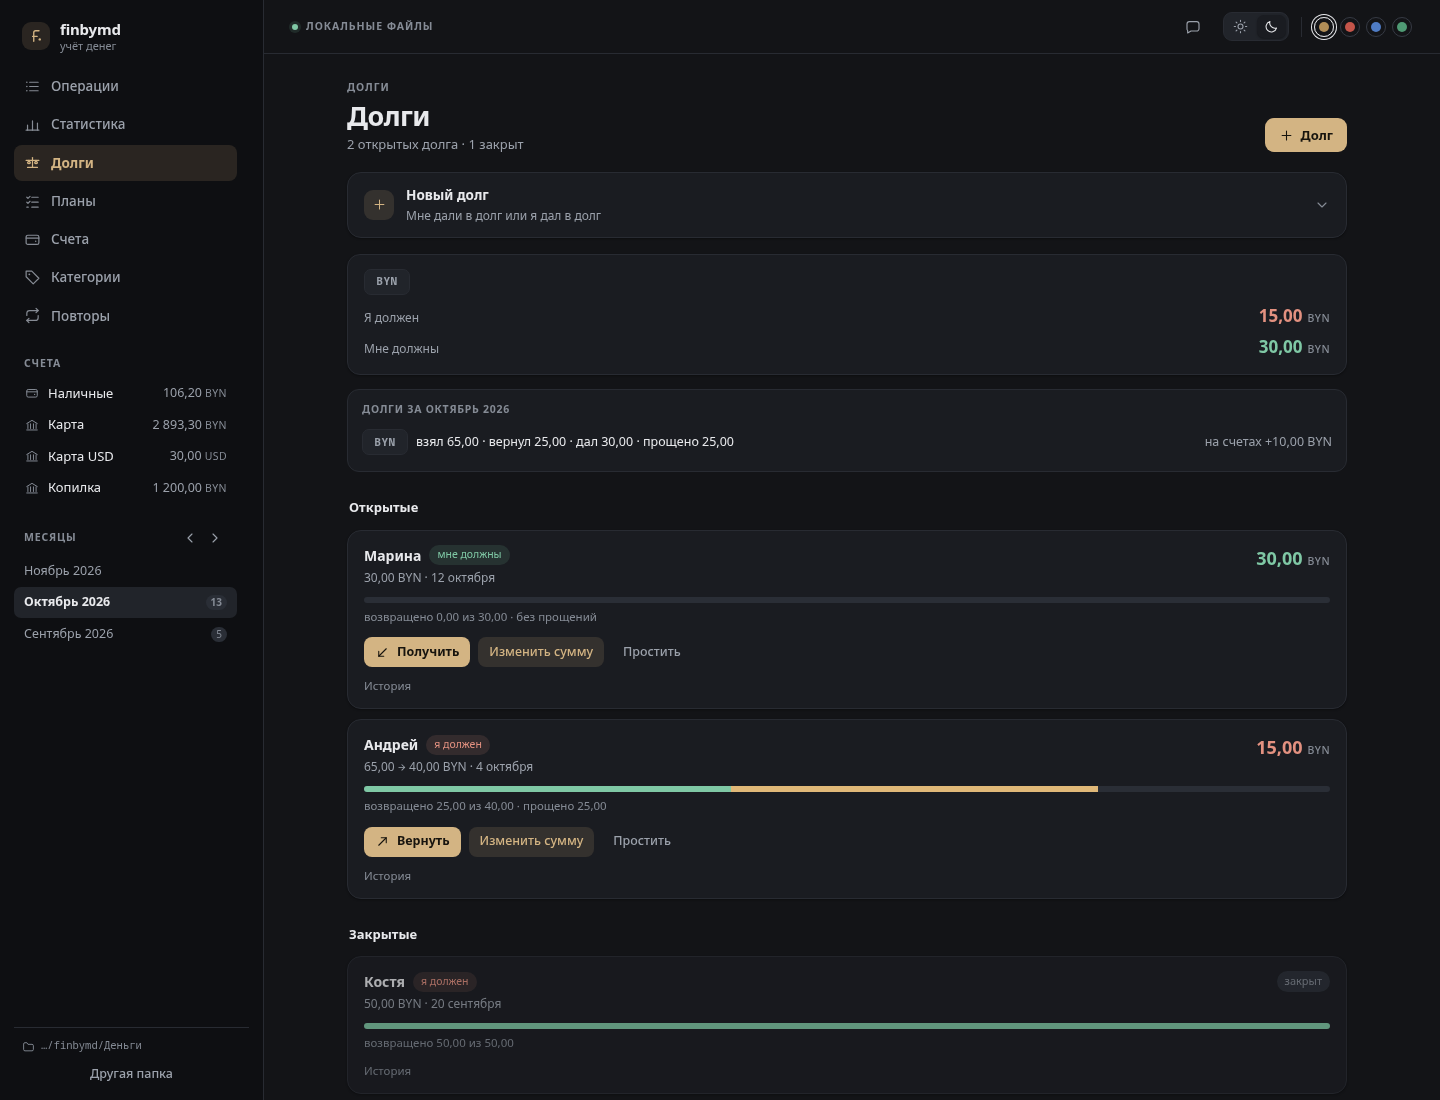 finbymd
учёт денег
Операции
Статистика
Долги
Планы
Счета
Категории
Повторы
СЧЕТА
Наличные 106,20 BYN
Карта 2 893,30 BYN
Карта USD 30,00 USD
Копилка 1 200,00 BYN
МЕСЯЦЫ
Ноябрь 2026
Октябрь 2026 13
Сентябрь 2026 5
…/finbymd/Деньги
Другая папка
ЛОКАЛЬНЫЕ ФАЙЛЫ
ДОЛГИ
Долги
2 открытых долга · 1 закрыт
+ Долг
Новый долг
Мне дали в долг или я дал в долг
BYN
Я должен 15,00 BYN
Мне должны 30,00 BYN
ДОЛГИ ЗА ОКТЯБРЬ 2026
BYN взял 65,00 · вернул 25,00 · дал 30,00 · прощено 25,00 на счетах +10,00 BYN
Открытые
Марина мне должны 30,00 BYN
30,00 BYN · 12 октября
возвращено 0,00 из 30,00 · без прощений
Получить Изменить сумму Простить
История
Андрей я должен 15,00 BYN
65,00 → 40,00 BYN · 4 октября
возвращено 25,00 из 40,00 · прощено 25,00
Вернуть Изменить сумму Простить
История
Закрытые
Костя я должен закрыт
50,00 BYN · 20 сентября
возвращено 50,00 из 50,00
История